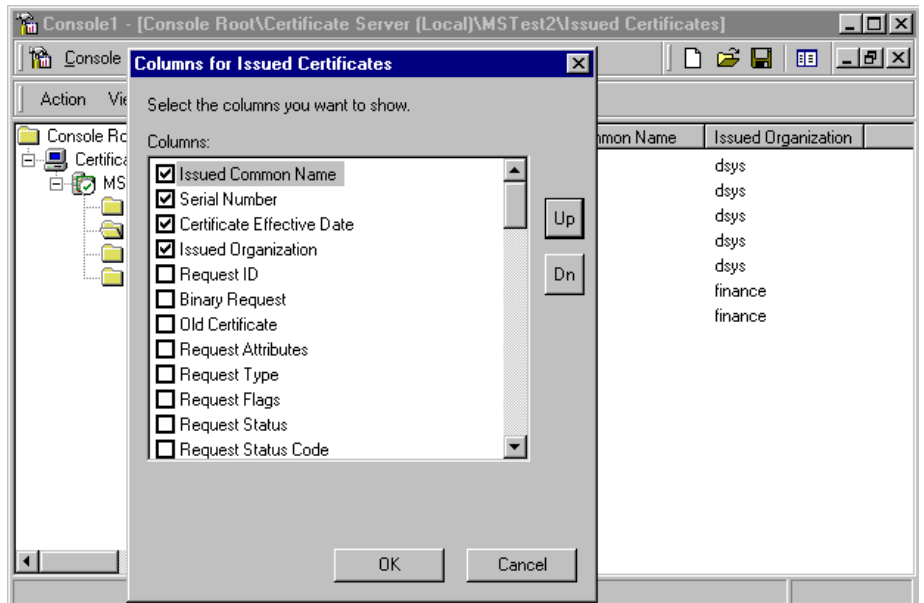 Console1 - [Console Root\Certificate Server (Local)\MSTest2\Issued Certificates]
Console
Columns for Issued Certificates
Action
Select the columns you want to show.
Console
mmon Name
Issued Organization
Columns:
MS
Issued Common Name
Serial Number
Certificate Effective Date
Issued Organization
Request ID
Binary Request
Old Certificate
Request Attributes
Request Type
Request Flags
Request Status
Request Status Code
Up
Dn
dsys
dsys
dsys
dsys
dsys
finance
finance
OK
Cancel